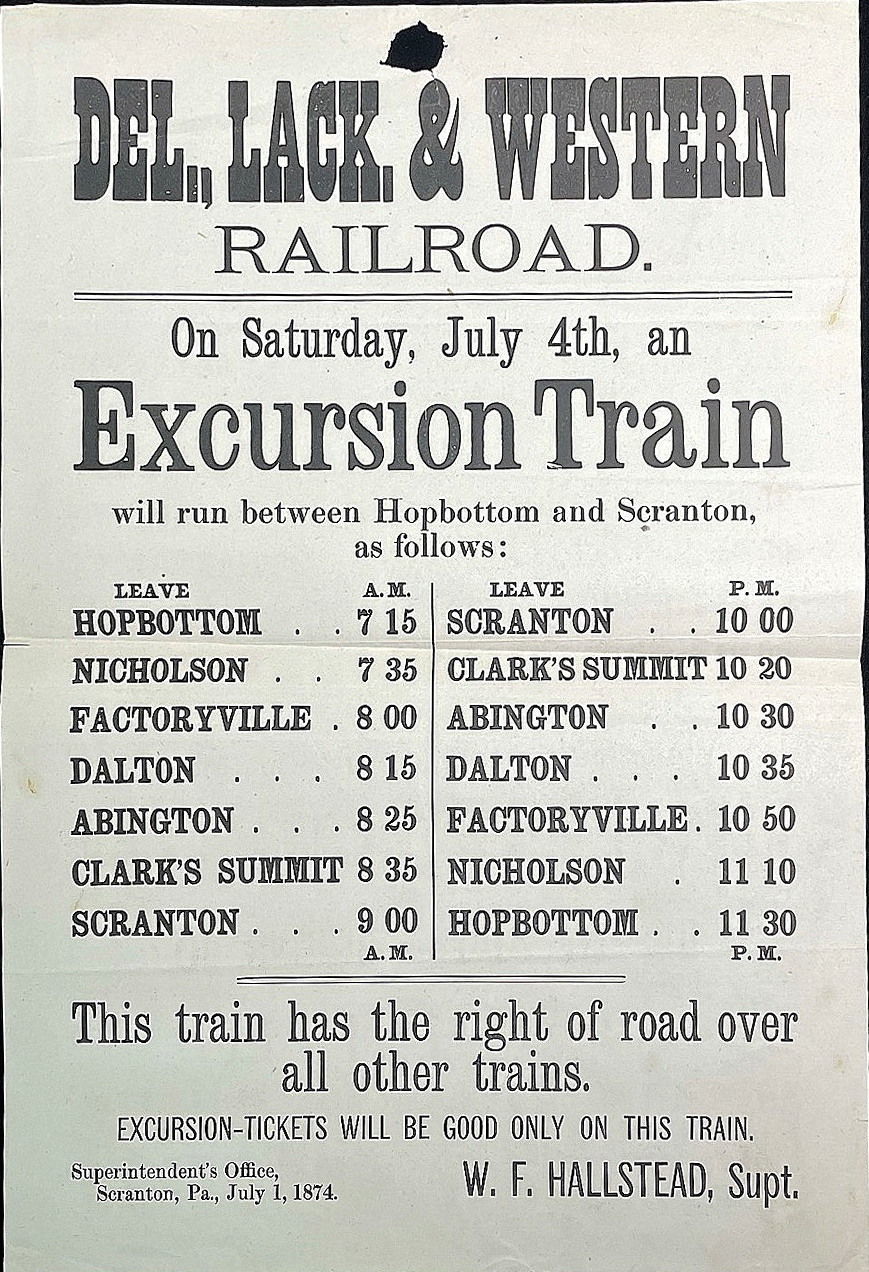 DEL., LACK. & WESTERN
RAILROAD.
On Saturday, July 4th, an
Excursion Train
will run between Hopbottom and Scranton,
as follows:
LEAVE A.M.
HOPBOTTOM . . 7 15
NICHOLSON . . 7 35
FACTORYVILLE . 8 00
DALTON . . . 8 15
ABINGTON . . . 8 25
CLARK'S SUMMIT 8 35
SCRANTON . . . 9 00
A.M.
LEAVE P. M.
SCRANTON . . 10 00
CLARK'S SUMMIT 10 20
ABINGTON . . 10 30
DALTON . . . 10 35
FACTORYVILLE . 10 50
NICHOLSON . 11 10
HOPBOTTOM . . 11 30
P. M.
This train has the right of road over
all other trains.
EXCURSION-TICKETS WILL BE GOOD ONLY ON THIS TRAIN.
Superintendent's Office,
Scranton, Pa., July 1, 1874.
W. F. HALLSTEAD, Supt.